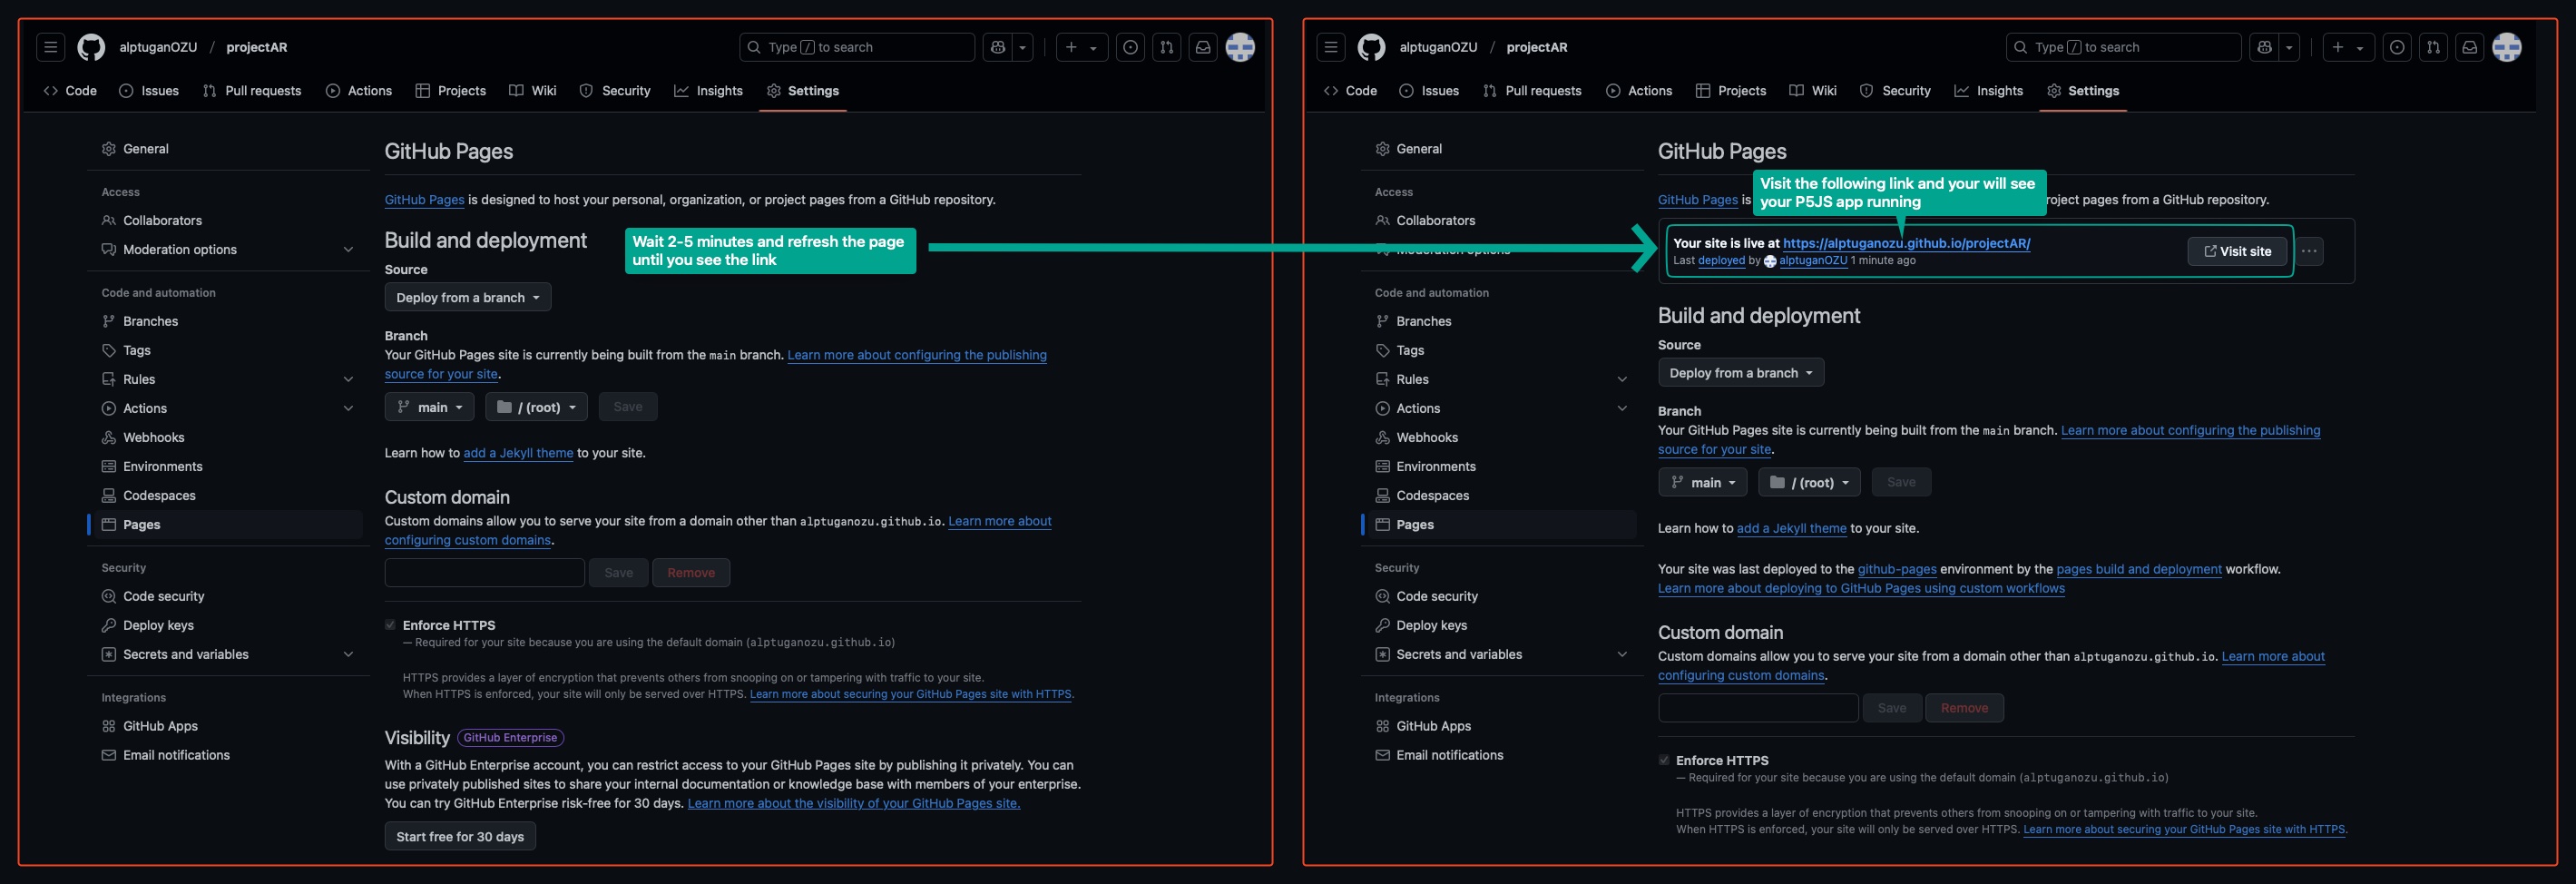 alptuganOZU / projectAR
Type / to search
Code Issues Pull requests Actions Projects Wiki Security Insights Settings
General
Access
Collaborators
Moderation options
Code and automation
Branches
Tags
Rules
Actions
Webhooks
Environments
Codespaces
Pages
Security
Code security
Deploy keys
Secrets and variables
Integrations
GitHub Apps
Email notifications
GitHub Pages
GitHub Pages is designed to host your personal, organization, or project pages from a GitHub repository.
Build and deployment
Wait 2-5 minutes and refresh the page
until you see the link
Source
Deploy from a branch
Branch
Your GitHub Pages site is currently being built from the main branch. Learn more about configuring the publishing
source for your site.
main / (root) Save
Learn how to add a Jekyll theme to your site.
Custom domain
Custom domains allow you to serve your site from a domain other than alptuganozu.github.io. Learn more about
configuring custom domains.
Save Remove
Enforce HTTPS
— Required for your site because you are using the default domain (alptuganozu.github.io)
HTTPS provides a layer of encryption that prevents others from snooping on or tampering with traffic to your site.
When HTTPS is enforced, your site will only be served over HTTPS. Learn more about securing your GitHub Pages site with HTTPS.
Visibility GitHub Enterprise
With a GitHub Enterprise account, you can restrict access to your GitHub Pages site by publishing it privately. You can
use privately published sites to share your internal documentation or knowledge base with members of your enterprise.
You can try GitHub Enterprise risk-free for 30 days. Learn more about the visibility of your GitHub Pages site.
Start free for 30 days
alptuganOZU / projectAR
Type / to search
Code Issues Pull requests Actions Projects Wiki Security Insights Settings
General
Access
Collaborators
Moderation options
Code and automation
Branches
Tags
Rules
Actions
Webhooks
Environments
Codespaces
Pages
Security
Code security
Deploy keys
Secrets and variables
Integrations
GitHub Apps
Email notifications
GitHub Pages
Visit the following link and your will see
your P5JS app running
GitHub Pages is project pages from a GitHub repository.
Your site is live at https://alptuganozu.github.io/projectAR/
Last deployed by alptuganOZU 1 minute ago
Visit site
Build and deployment
Source
Deploy from a branch
Branch
Your GitHub Pages site is currently being built from the main branch. Learn more about configuring the publishing
source for your site.
main / (root) Save
Learn how to add a Jekyll theme to your site.
Your site was last deployed to the github-pages environment by the pages build and deployment workflow.
Learn more about deploying to GitHub Pages using custom workflows
Custom domain
Custom domains allow you to serve your site from a domain other than alptuganozu.github.io. Learn more about
configuring custom domains.
Save Remove
Enforce HTTPS
— Required for your site because you are using the default domain (alptuganozu.github.io)
HTTPS provides a layer of encryption that prevents others from snooping on or tampering with traffic to your site.
When HTTPS is enforced, your site will only be served over HTTPS. Learn more about securing your GitHub Pages site with HTTPS.